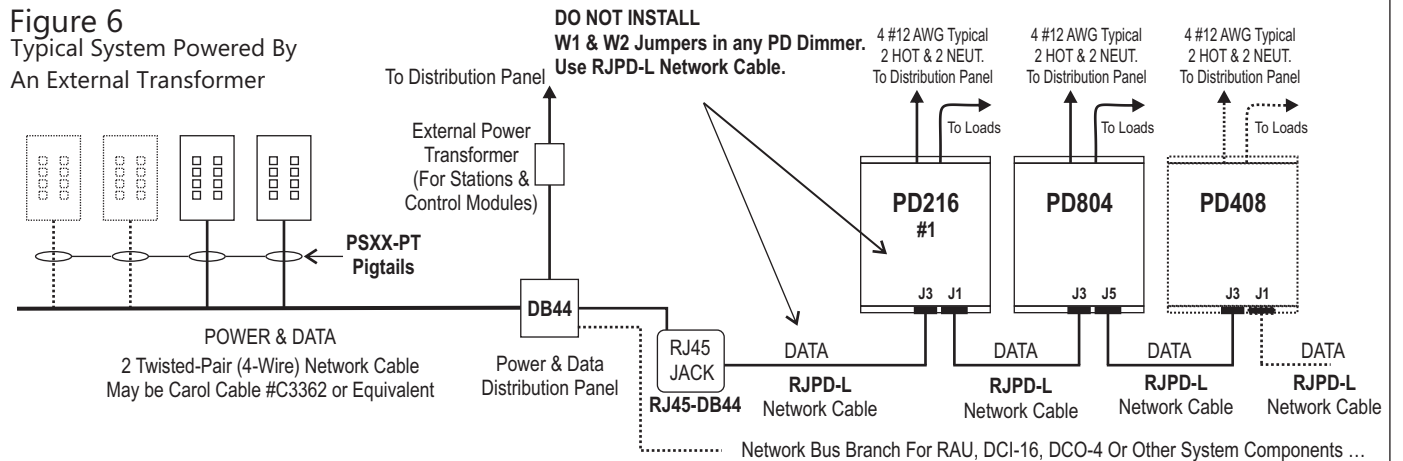 Figure 6
Typical System Powered By
An External Transformer
DO NOT INSTALL
W1 & W2 Jumpers in any PD Dimmer.
Use RJPD-L Network Cable.
To Distribution Panel
External Power
Transformer
(For Stations &
Control Modules)
4 #12 AWG Typical
2 HOT & 2 NEUT.
To Distribution Panel
To Loads
4 #12 AWG Typical
2 HOT & 2 NEUT.
To Distribution Panel
To Loads
4 #12 AWG Typical
2 HOT & 2 NEUT.
To Distribution Panel
To Loads
PSXX-PT
Pigtails
POWER & DATA
2 Twisted-Pair (4-Wire) Network Cable
May be Carol Cable #C3362 or Equivalent
DB44
Power & Data
Distribution Panel
RJ45
JACK
RJ45-DB44
PD216
#1
J3 J1
PD804
J3 J5
PD408
J3 J1
DATA
RJPD-L
Network Cable
DATA
RJPD-L
Network Cable
DATA
RJPD-L
Network Cable
DATA
RJPD-L
Network Cable
Network Bus Branch For RAU, DCI-16, DCO-4 Or Other System Components ...